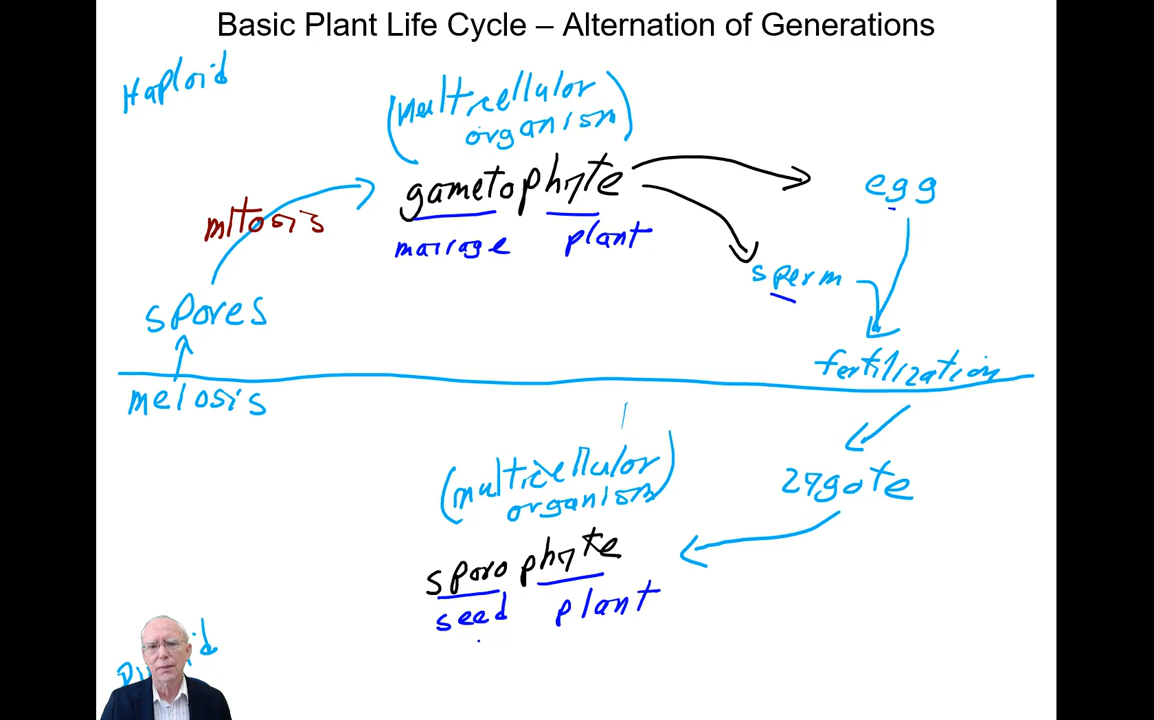 Basic Plant Life Cycle – Alternation of Generations
Haploid
(multicellular
organism)
gametophyte
egg
mitosis
marrage
plant
sperm
spores
fertilization
meiosis
(multicellular
organism)
zygote
sporophyte
seed
plant